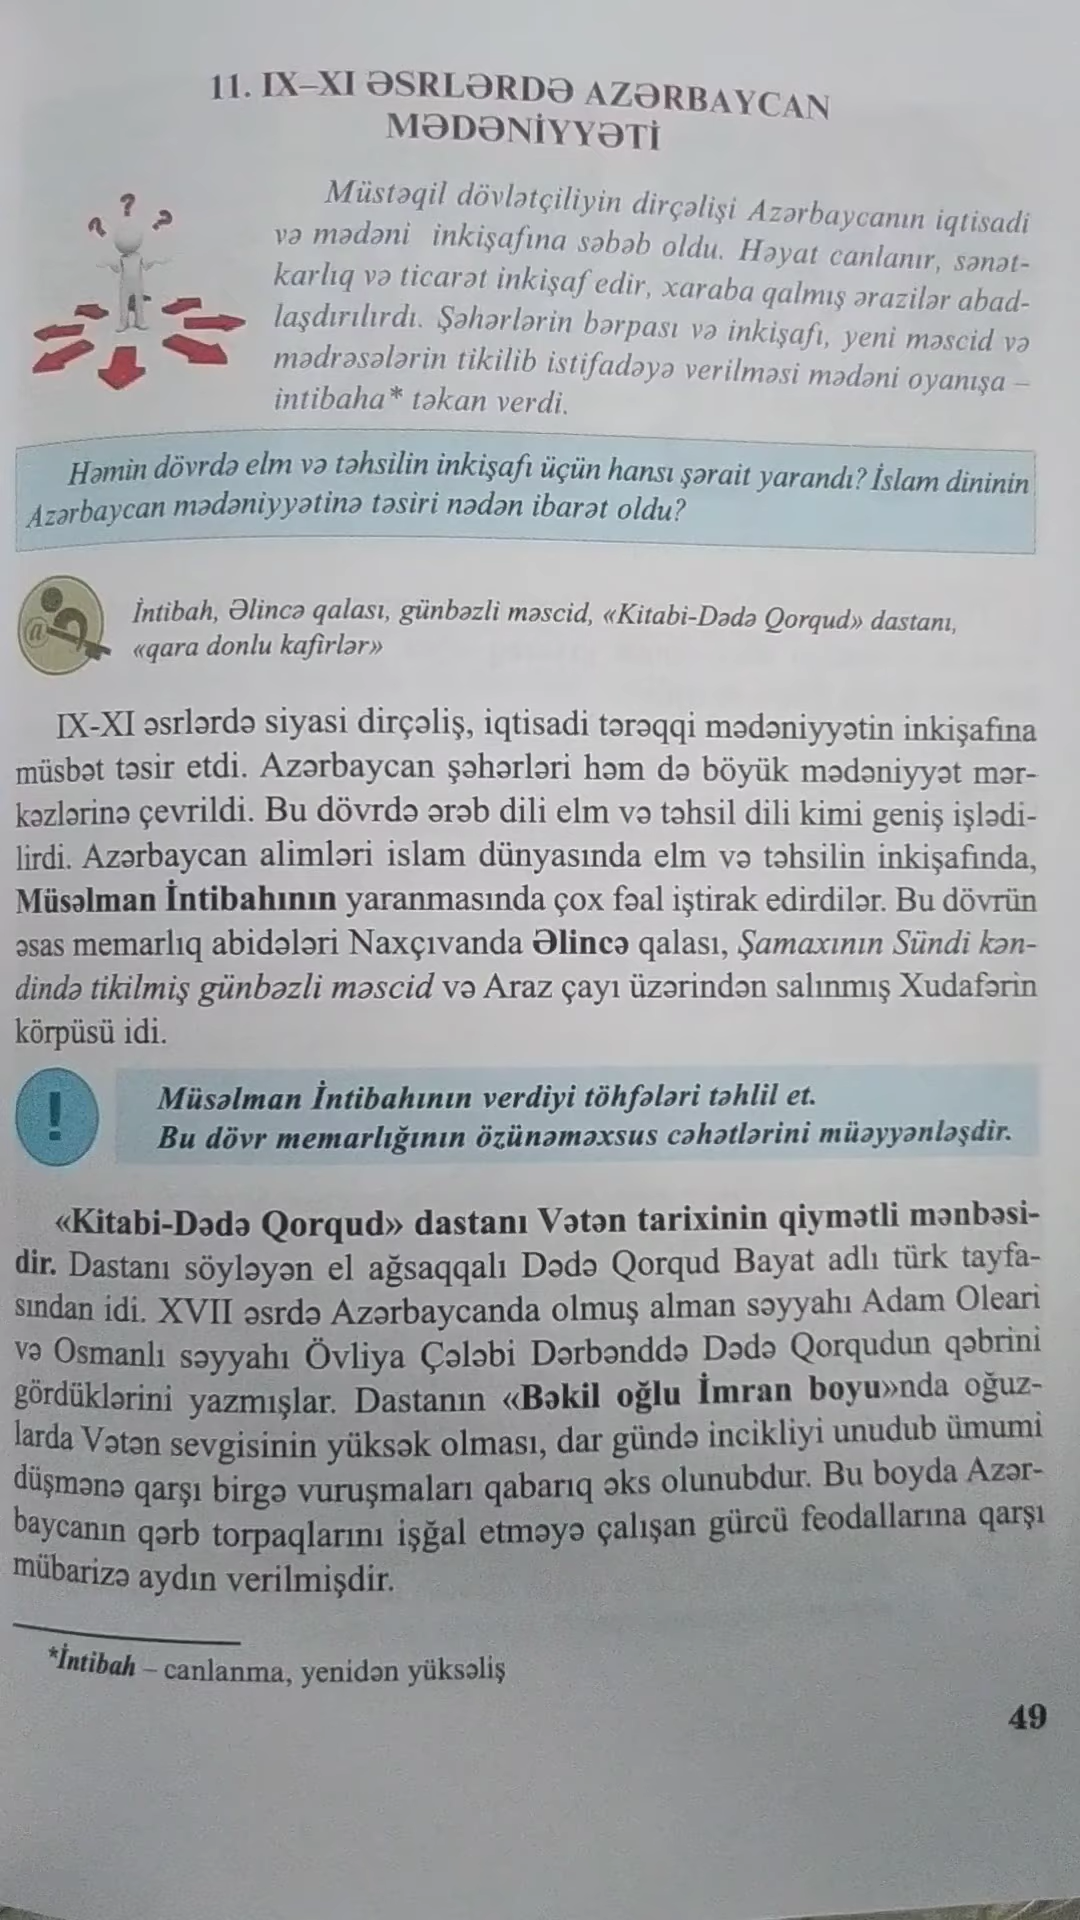 11. IX–XI ƏSRLƏRDƏ AZƏRBAYCAN
MƏDƏNİYYƏTİ
Müstəqil dövlətçiliyin dirçəlişi Azərbaycanın iqtisadi
və mədəni inkişafına səbəb oldu. Həyat canlanır, sənət-
karlıq və ticarət inkişaf edir, xaraba qalmış ərazilər abad-
laşdırılırdı. Şəhərlərin bərpası və inkişafı, yeni məscid və
mədrəsələrin tikilib istifadəyə verilməsi mədəni oyanışa –
intibaha* təkan verdi.
Həmin dövrdə elm və təhsilin inkişafı üçün hansı şərait yarandı? İslam dininin
Azərbaycan mədəniyyətinə təsiri nədən ibarət oldu?
@
İntibah, Əlincə qalası, günbəzli məscid, «Kitabi-Dədə Qorqud» dastanı,
«qara donlu kafirlər»
IX-XI əsrlərdə siyasi dirçəliş, iqtisadi tərəqqi mədəniyyətin inkişafına
müsbət təsir etdi. Azərbaycan şəhərləri həm də böyük mədəniyyət mər-
kəzlərinə çevrildi. Bu dövrdə ərəb dili elm və təhsil dili kimi geniş işlədi-
lirdi. Azərbaycan alimləri islam dünyasında elm və təhsilin inkişafında,
Müsəlman İntibahının yaranmasında çox fəal iştirak edirdilər. Bu dövrün
əsas memarlıq abidələri Naxçıvanda Əlincə qalası, Şamaxının Sündi kən-
dində tikilmiş günbəzli məscid və Araz çayı üzərindən salınmış Xudafərin
körpüsü idi.
!
Müsəlman İntibahının verdiyi töhfələri təhlil et.
Bu dövr memarlığının özünəməxsus cəhətlərini müəyyənləşdir.
«Kitabi-Dədə Qorqud» dastanı Vətən tarixinin qiymətli mənbəsi-
dir. Dastanı söyləyən el ağsaqqalı Dədə Qorqud Bayat adlı türk tayfa-
sından idi. XVII əsrdə Azərbaycanda olmuş alman səyyahı Adam Oleari
və Osmanlı səyyahı Övliya Çələbi Dərbənddə Dədə Qorqudun qəbrini
gördüklərini yazmışlar. Dastanın «Bəkil oğlu İmran boyu»nda oğuz-
larda Vətən sevgisinin yüksək olması, dar gündə incikliyi unudub ümumi
düşmənə qarşı birgə vuruşmaları qabarıq əks olunubdur. Bu boyda Azər-
baycanın qərb torpaqlarını işğal etməyə çalışan gürcü feodallarına qarşı
mübarizə aydın verilmişdir.
*İntibah – canlanma, yenidən yüksəliş
49